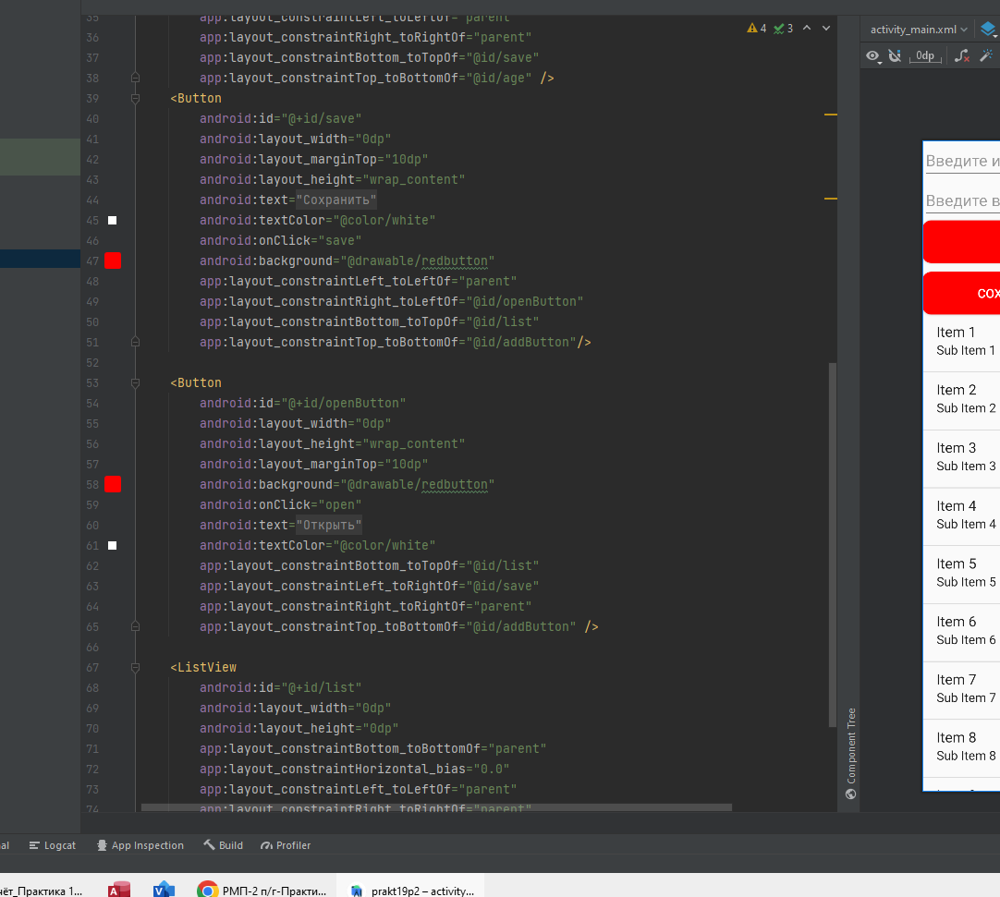 35 app:layout_constraintLeft_toLeftOf="parent"
36 app:layout_constraintRight_toRightOf="parent"
37 app:layout_constraintBottom_toTopOf="@id/save"
38 app:layout_constraintTop_toBottomOf="@id/age" />
39 <Button
40 android:id="@+id/save"
41 android:layout_width="0dp"
42 android:layout_marginTop="10dp"
43 android:layout_height="wrap_content"
44 android:text="Сохранить"
45 android:textColor="@color/white"
46 android:onClick="save"
47 android:background="@drawable/redbutton"
48 app:layout_constraintLeft_toLeftOf="parent"
49 app:layout_constraintRight_toLeftOf="@id/openButton"
50 app:layout_constraintBottom_toTopOf="@id/list"
51 app:layout_constraintTop_toBottomOf="@id/addButton"/>
52
53 <Button
54 android:id="@+id/openButton"
55 android:layout_width="0dp"
56 android:layout_height="wrap_content"
57 android:layout_marginTop="10dp"
58 android:background="@drawable/redbutton"
59 android:onClick="open"
60 android:text="Открыть"
61 android:textColor="@color/white"
62 app:layout_constraintBottom_toTopOf="@id/list"
63 app:layout_constraintLeft_toRightOf="@id/save"
64 app:layout_constraintRight_toRightOf="parent"
65 app:layout_constraintTop_toBottomOf="@id/addButton" />
66
67 <ListView
68 android:id="@+id/list"
69 android:layout_width="0dp"
70 android:layout_height="0dp"
71 app:layout_constraintBottom_toBottomOf="parent"
72 app:layout_constraintHorizontal_bias="0.0"
73 app:layout_constraintLeft_toLeftOf="parent"
74 app:layout_constraintRight_toRightOf="parent"
4 3
activity_main.xml
0dp
Введите и
Введите в
СОХ
Item 1
Sub Item 1
Item 2
Sub Item 2
Item 3
Sub Item 3
Item 4
Sub Item 4
Item 5
Sub Item 5
Item 6
Sub Item 6
Item 7
Sub Item 7
Item 8
Sub Item 8
Component Tree
al Logcat App Inspection Build Profiler
чёт_Практика 1... РМП-2 п/г-Практи... prakt19p2 – activity...